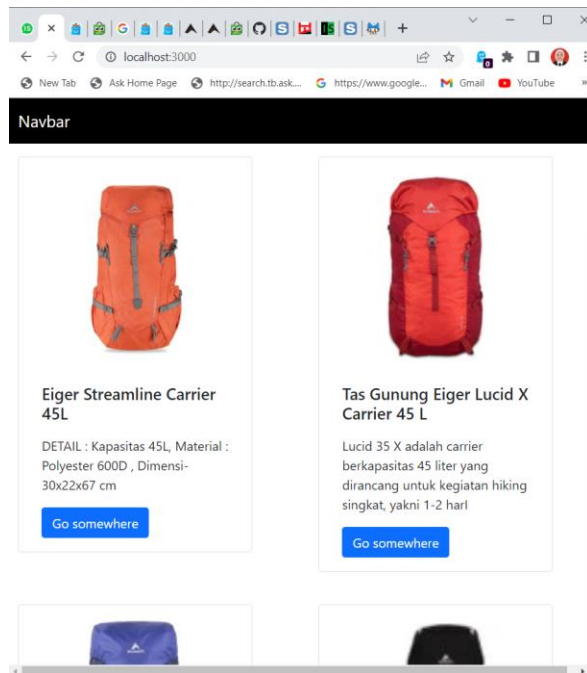 localhost:3000
New Tab
Ask Home Page
http://search.tb.ask....
https://www.google...
Gmail
YouTube
Navbar
Eiger Streamline Carrier
45L
DETAIL : Kapasitas 45L, Material :
Polyester 600D , Dimensi-
30x22x67 cm
Go somewhere
Tas Gunung Eiger Lucid X
Carrier 45 L
Lucid 35 X adalah carrier
berkapasitas 45 liter yang
dirancang untuk kegiatan hiking
singkat, yakni 1-2 harI
Go somewhere